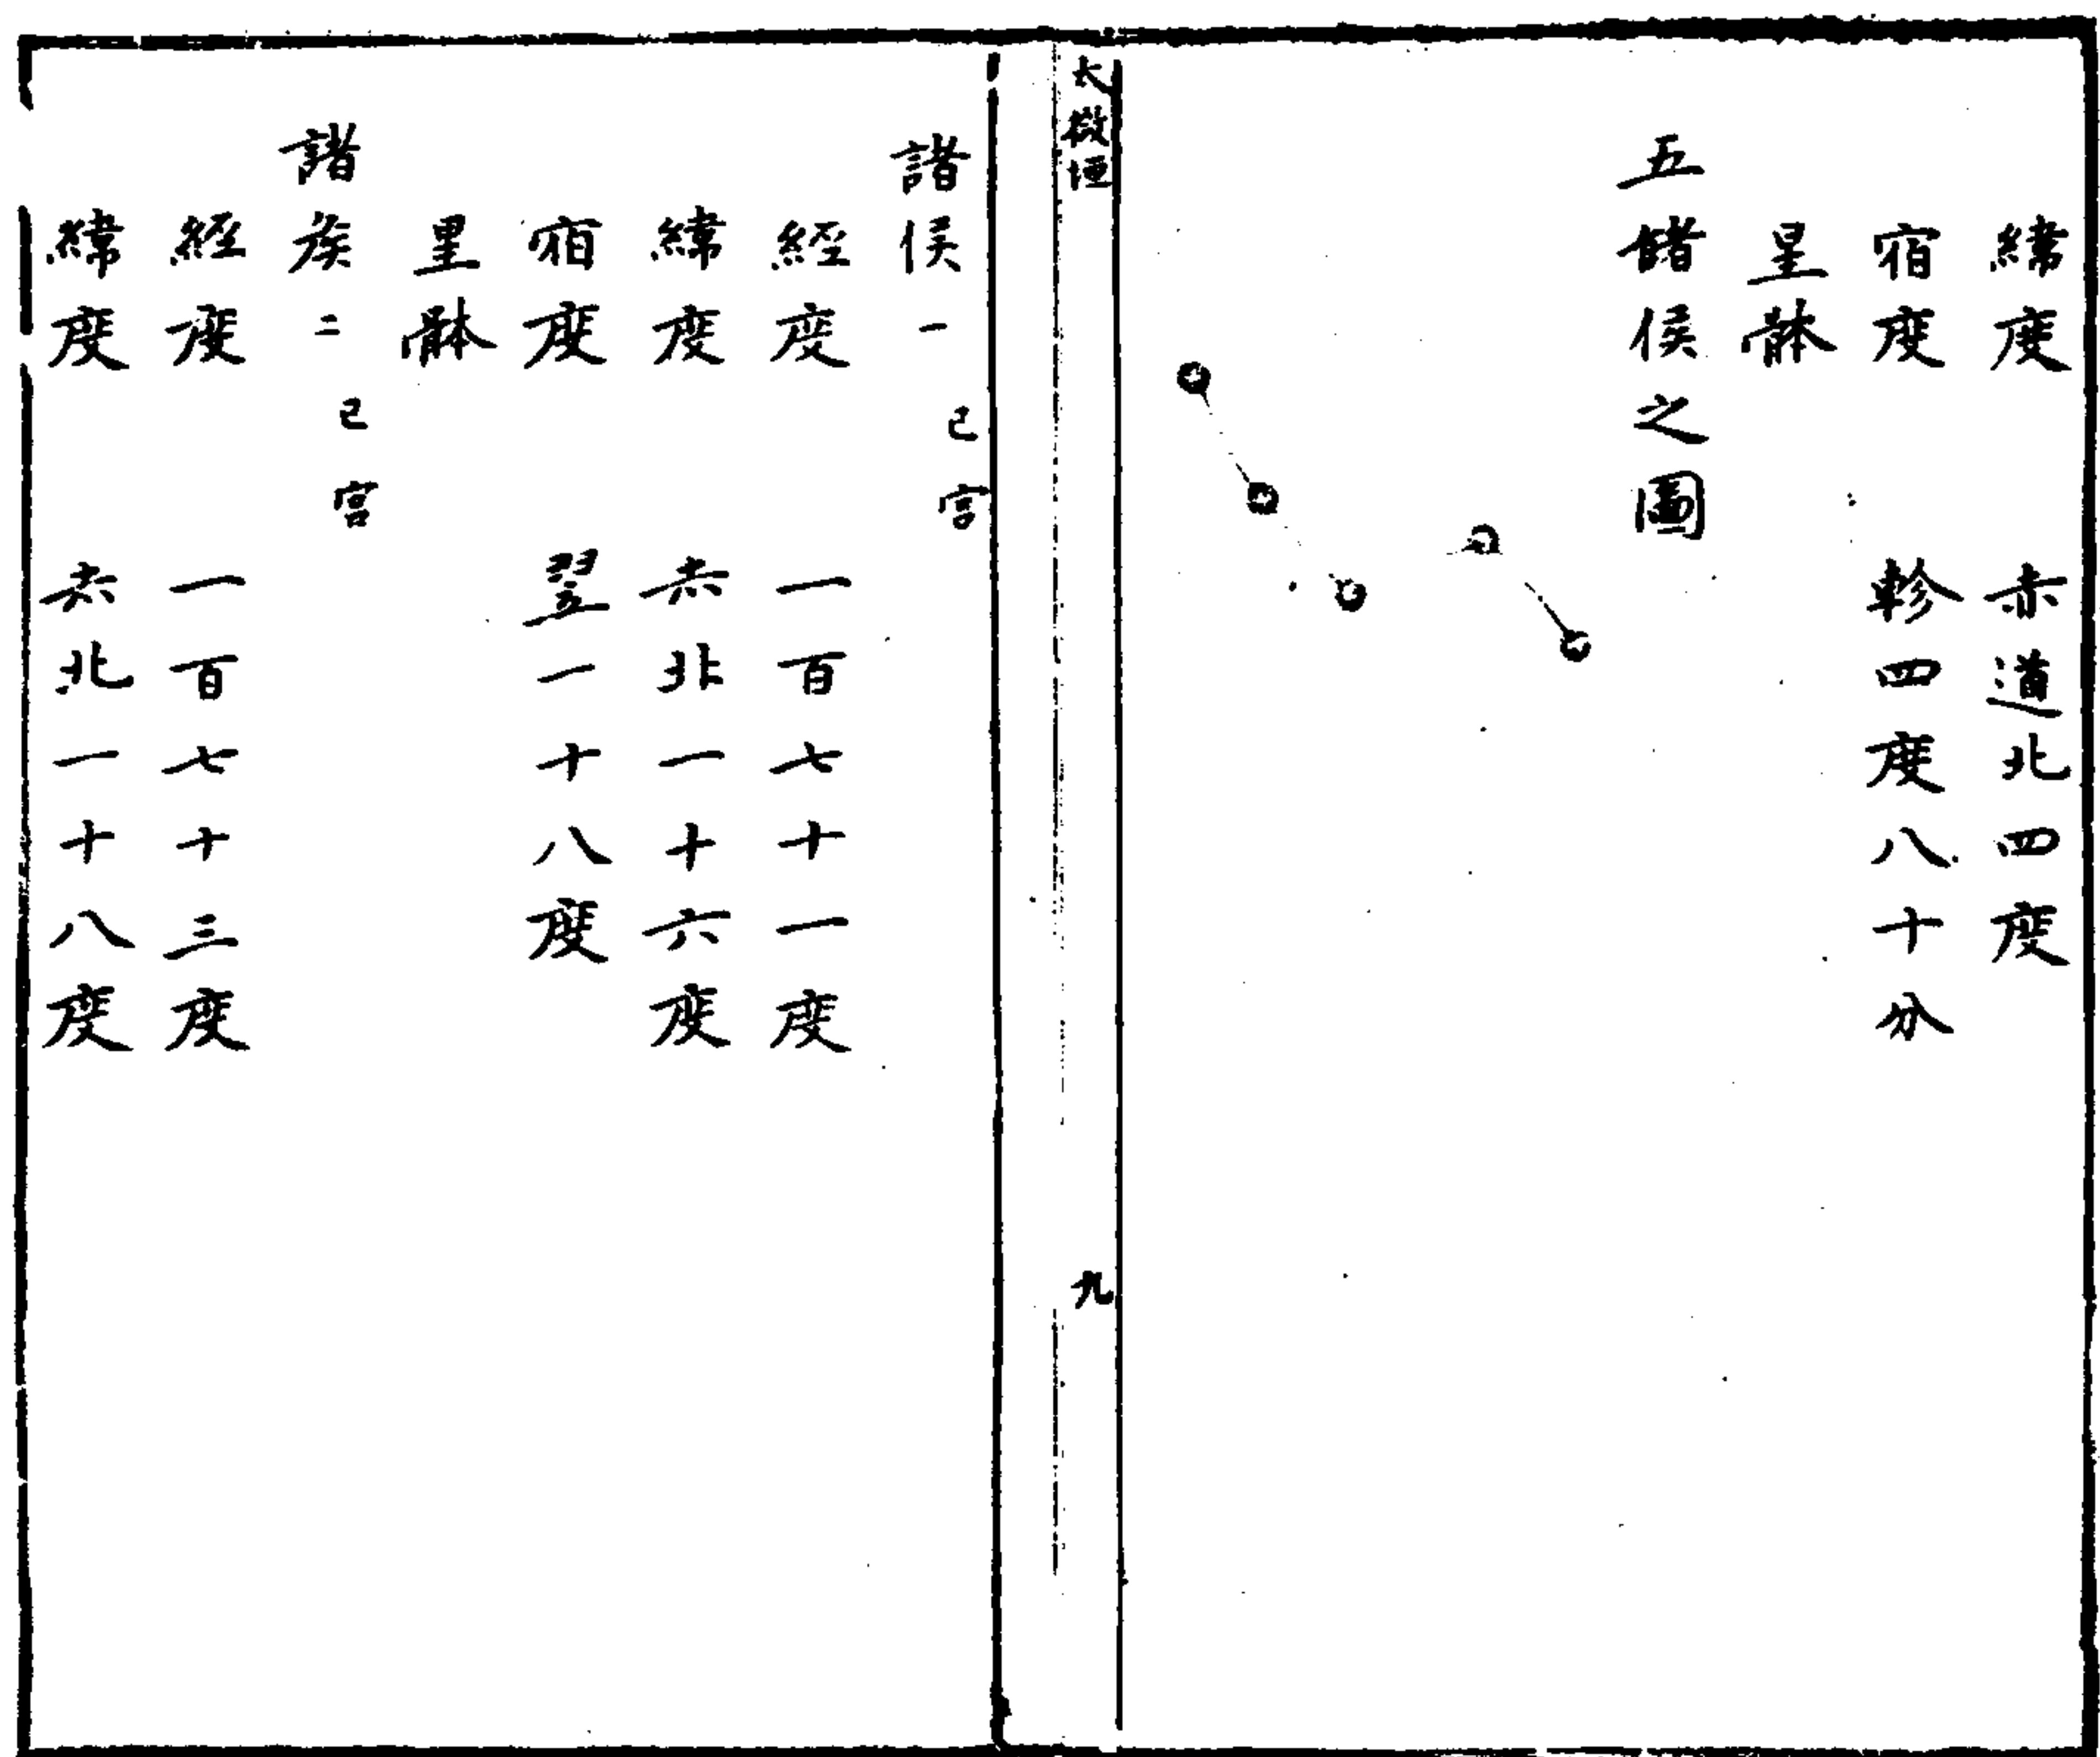 緯度 赤道北四度
宿度 軫四度八十分
星体
五諸侯之圖
太微垣 九
諸侯一 巳宮
經度 一百七十一度
緯度 赤北一十六度
宿度 翌一十八度
星体
諸侯二 巳宮
經度 一百七十三度
緯度 赤北一十八度